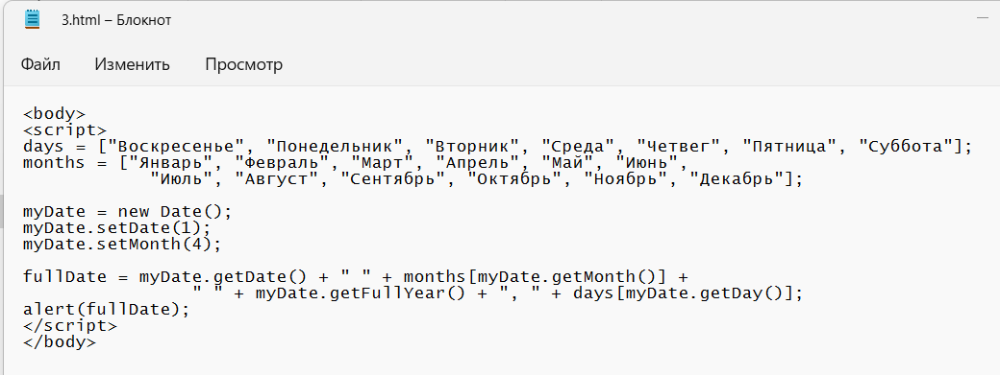 3.html – Блокнот
Файл Изменить Просмотр
<body>
<script>
days = ["Воскресенье", "Понедельник", "Вторник", "Среда", "Четвег", "Пятница", "Суббота"];
months = ["Январь", "Февраль", "Март", "Апрель", "Май", "Июнь",
"Июль", "Август", "Сентябрь", "Октябрь", "Ноябрь", "Декабрь"];
myDate = new Date();
myDate.setDate(1);
myDate.setMonth(4);
fullDate = myDate.getDate() + " " + months[myDate.getMonth()] +
" " + myDate.getFullYear() + ", " + days[myDate.getDay()];
alert(fullDate);
</script>
</body>